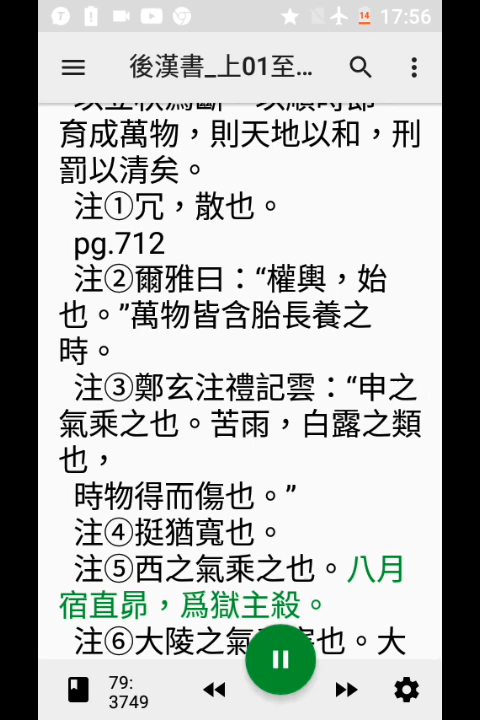 14 17:56
後漢書_上01至...
育成萬物，則天地以和，刑
罰以清矣。
注①冗，散也。
pg.712
注②爾雅曰：“權輿，始
也。”萬物皆含胎長養之
時。
注③鄭玄注禮記雲：“申之
氣乘之也。苦雨，白露之類
也，
時物得而傷也。”
注④挺猶寬也。
注⑤西之氣乘之也。八月
宿直昴，爲獄主殺。
注⑥大陵之氣 也。大
79:
3749